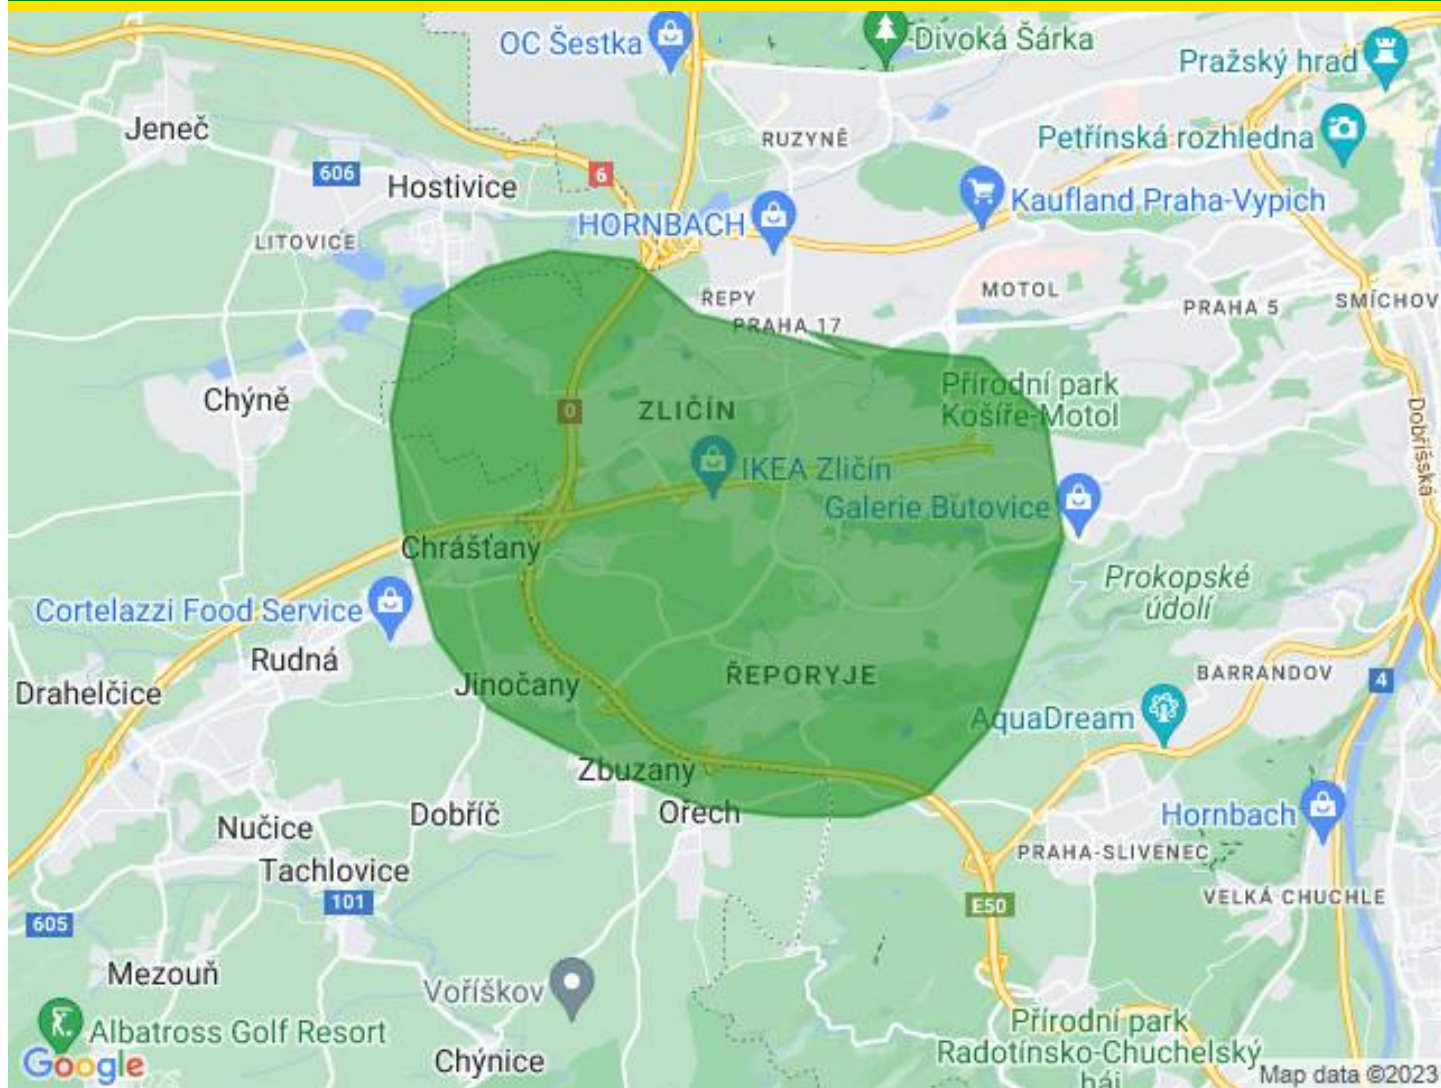 OC Šestka
Divoká Šárka
Pražský hrad
Jeneč
RUZYNĚ
Petřínská rozhledna
606
6
Hostivice
Kaufland Praha-Vypich
HORNBACH
LITOVICE
ŘEPY
MOTOL
PRAHA 5
SMÍCHOV
PRAHA 17
Chýně
0
ZLIČÍN
Přírodní park
Košíře-Motol
Dobříšská
IKEA Zličín
Galerie Butovice
Chrášťany
Prokopské
údolí
Cortelazzi Food Service
Rudná
Drahelčice
Jinočany
ŘEPORYJE
BARRANDOV
4
AquaDream
Zbuzany
Dobříč
Ořech
Hornbach
Nučice
PRAHA-SLIVENEC
Tachlovice
101
E50
VELKÁ CHUCHLE
605
Mezouň
Voříškov
Albatross Golf Resort
Přírodní park
Radotínsko-Chuchelský
háj
Google
Chýnice
Map data ©2023